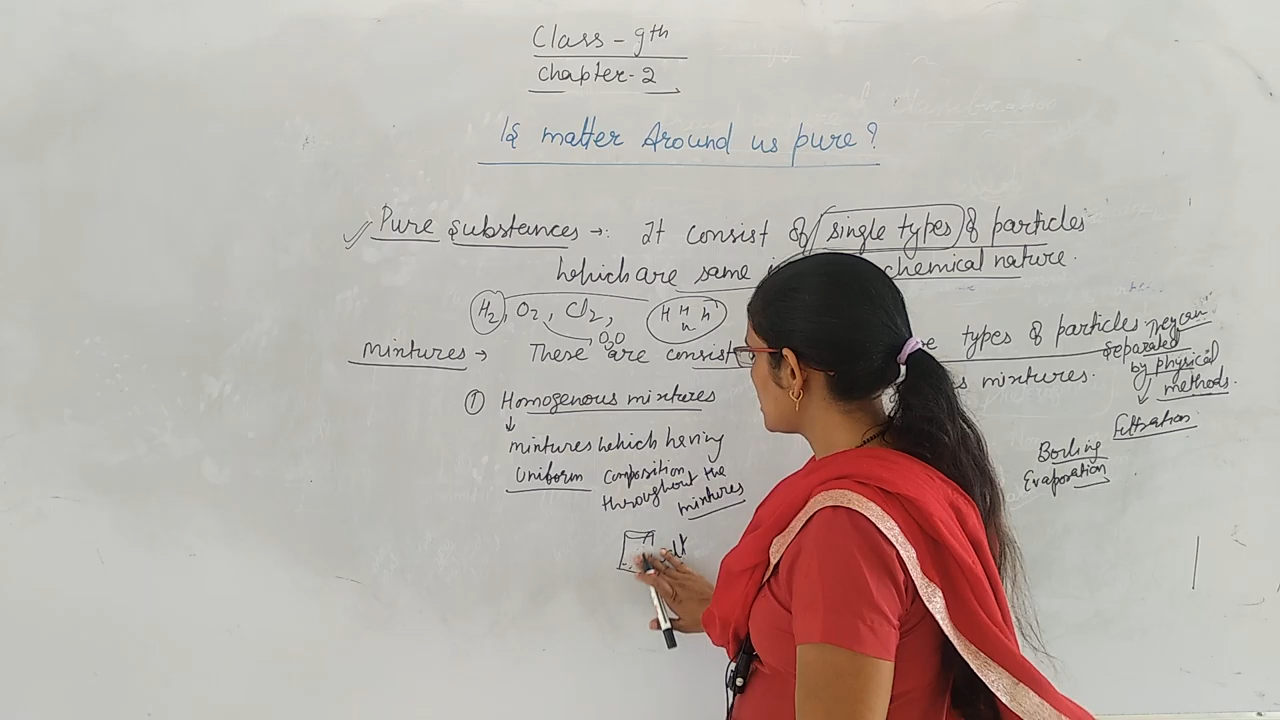 Class - 9th
Chapter - 2
Is matter Around us pure?
Pure substances →: It consist of single types of particles
which are same chemical nature.
H2, O2, Cl2, H H H H
O2O
Mixtures → These are consist types of particles. They can
separated
by physical
methods.
mixtures.
Filtration
Boiling
Evaporation
① Homogenous mixtures
↓
mixtures which having
Uniform composition
throughout the
mixtures